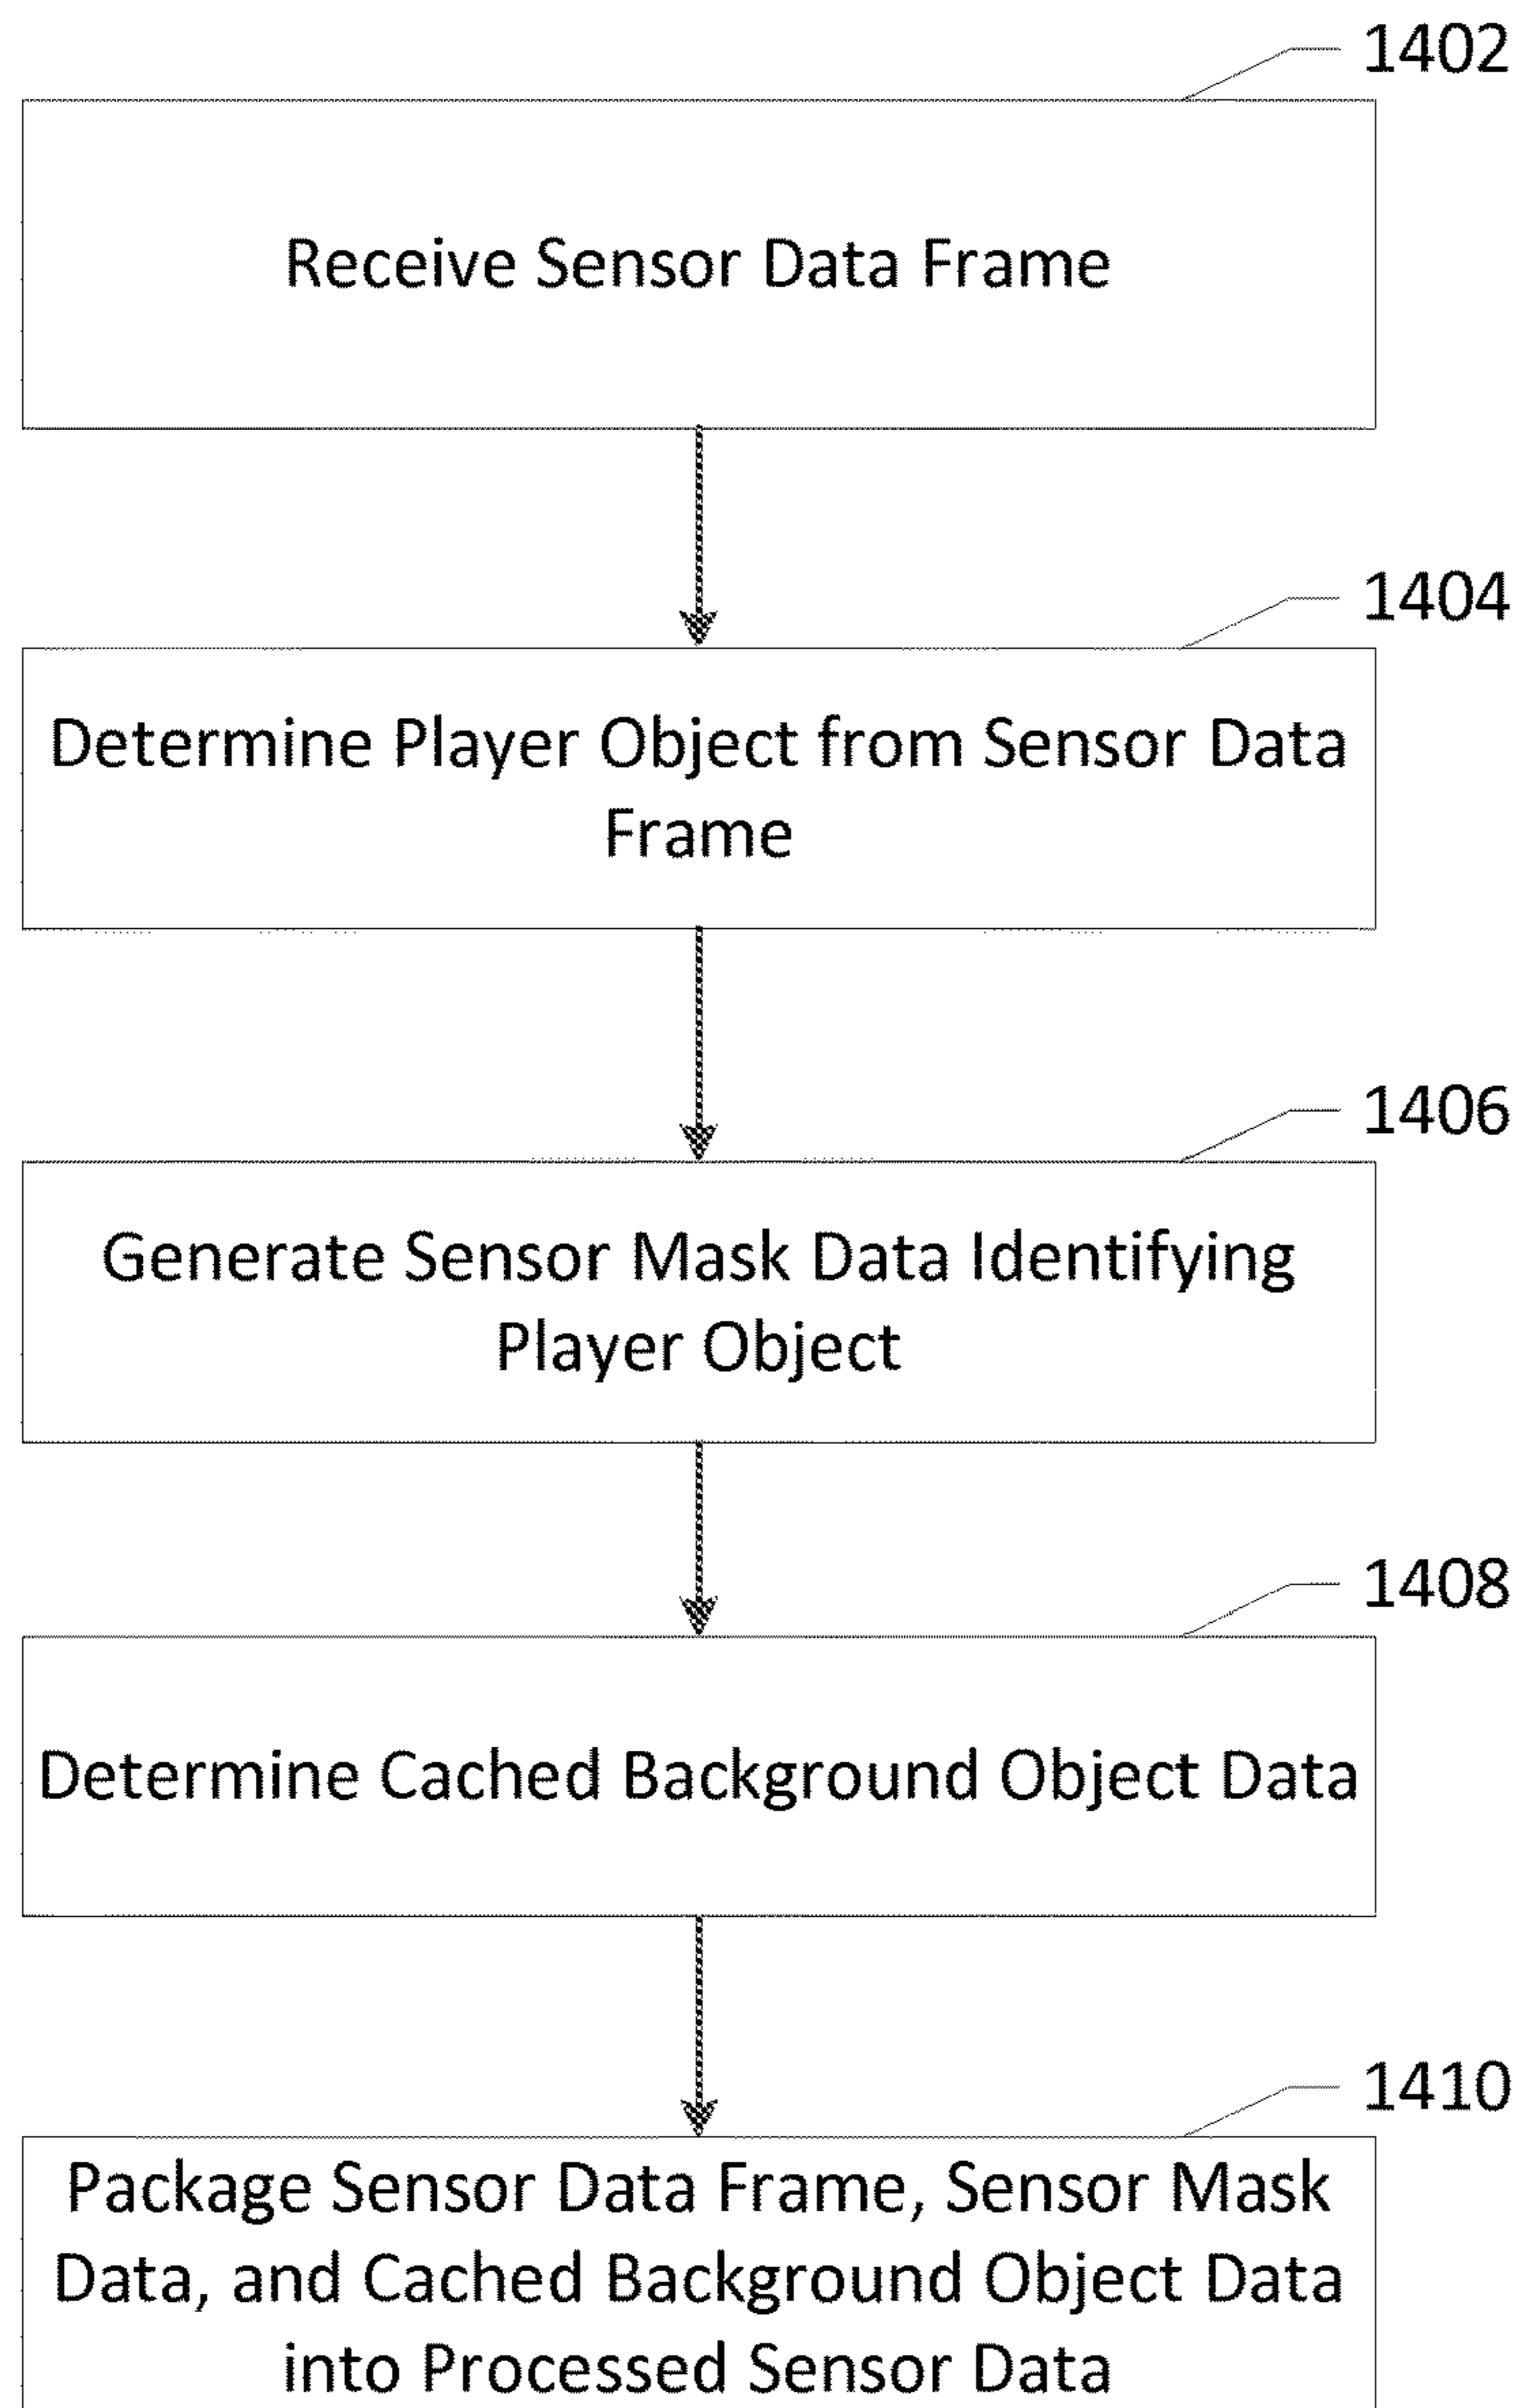 1402
Receive Sensor Data Frame
1404
Determine Player Object from Sensor Data
Frame
1406
Generate Sensor Mask Data Identifying
Player Object
1408
Determine Cached Background Object Data
1410
Package Sensor Data Frame, Sensor Mask
Data, and Cached Background Object Data
into Processed Sensor Data